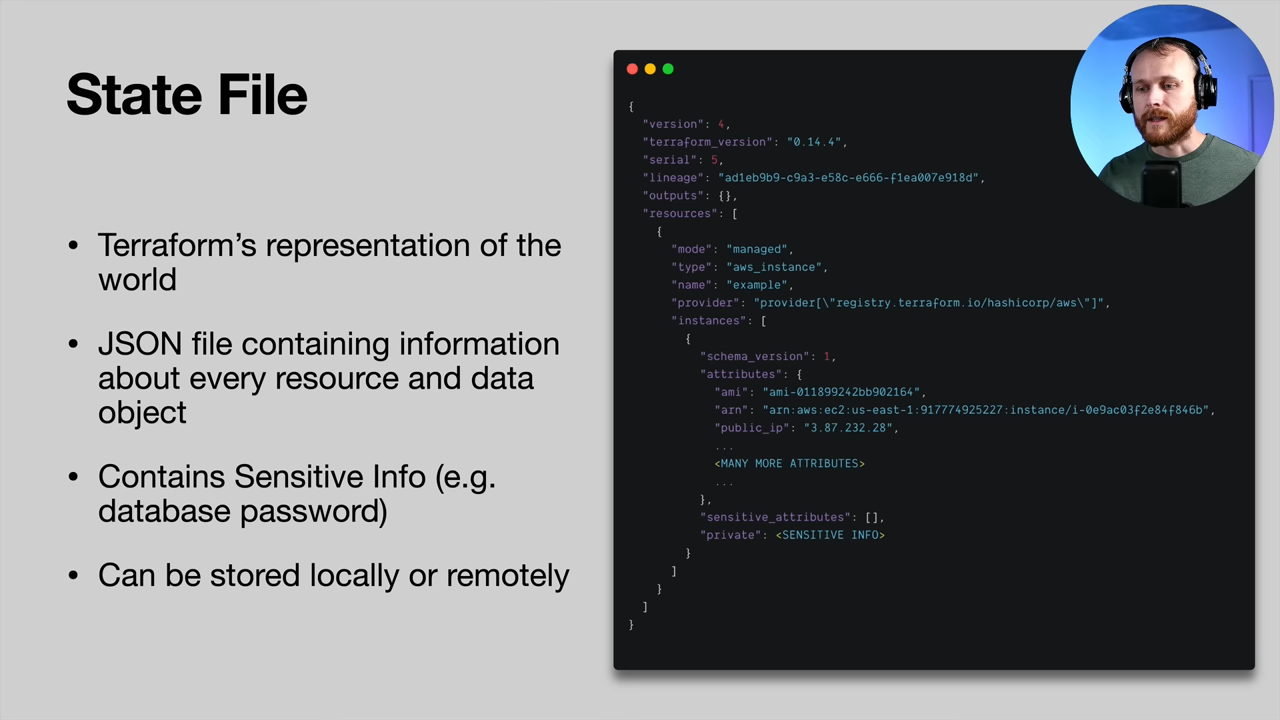 State File
• Terraform’s representation of the
world
• JSON file containing information
about every resource and data
object
• Contains Sensitive Info (e.g.
database password)
• Can be stored locally or remotely
{
"version": 4,
"terraform_version": "0.14.4",
"serial": 5,
"lineage": "ad1eb9b9-c9a3-e58c-e666-f1ea007e918d",
"outputs": {},
"resources": [
{
"mode": "managed",
"type": "aws_instance",
"name": "example",
"provider": "provider[\"registry.terraform.io/hashicorp/aws\"]",
"instances": [
{
"schema_version": 1,
"attributes": {
"ami": "ami-011899242bb902164",
"arn": "arn:aws:ec2:us-east-1:917774925227:instance/i-0e9ac03f2e84f846b",
"public_ip": "3.87.232.28",
...
<MANY MORE ATTRIBUTES>
...
},
"sensitive_attributes": [],
"private": <SENSITIVE INFO>
}
]
}
]
}